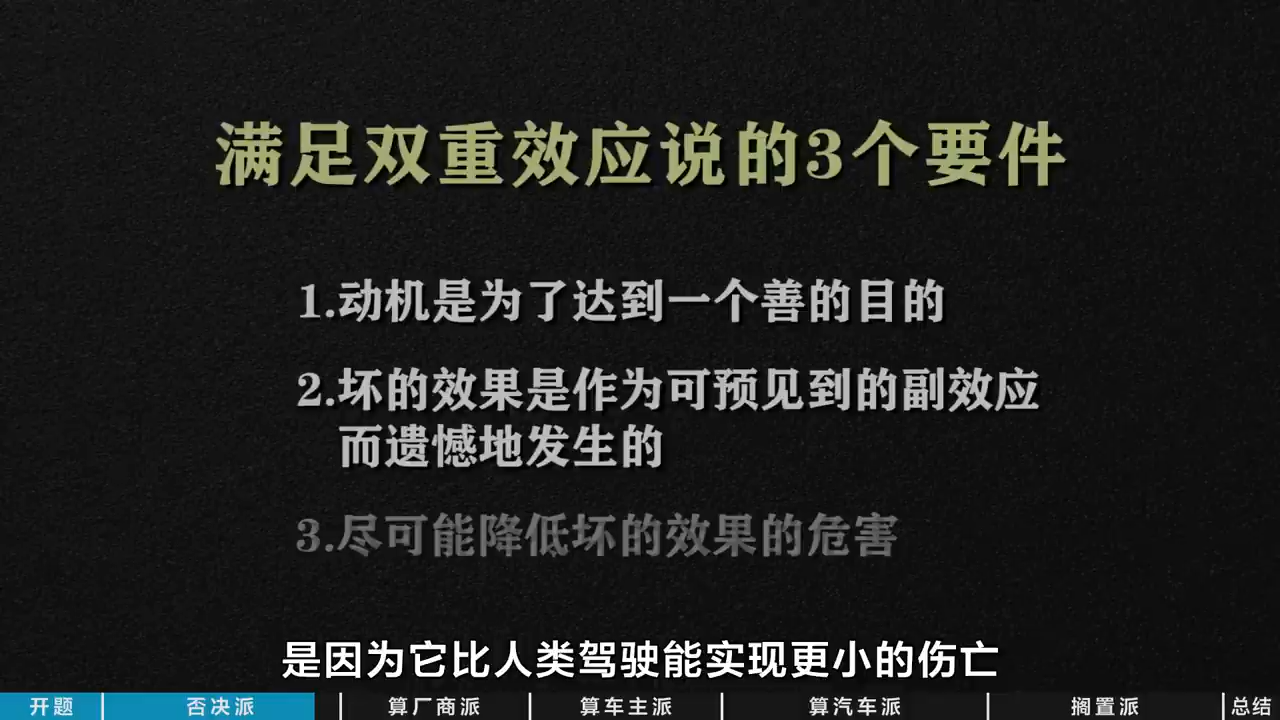 满足双重效应说的3个要件
1.动机是为了达到一个善的目的
2.坏的效果是作为可预见到的副效应
而遗憾地发生的
3.尽可能降低坏的效果的危害
是因为它比人类驾驶能实现更小的伤亡
开题 否决派 算厂商派 算车主派 算汽车派 搁置派 总结